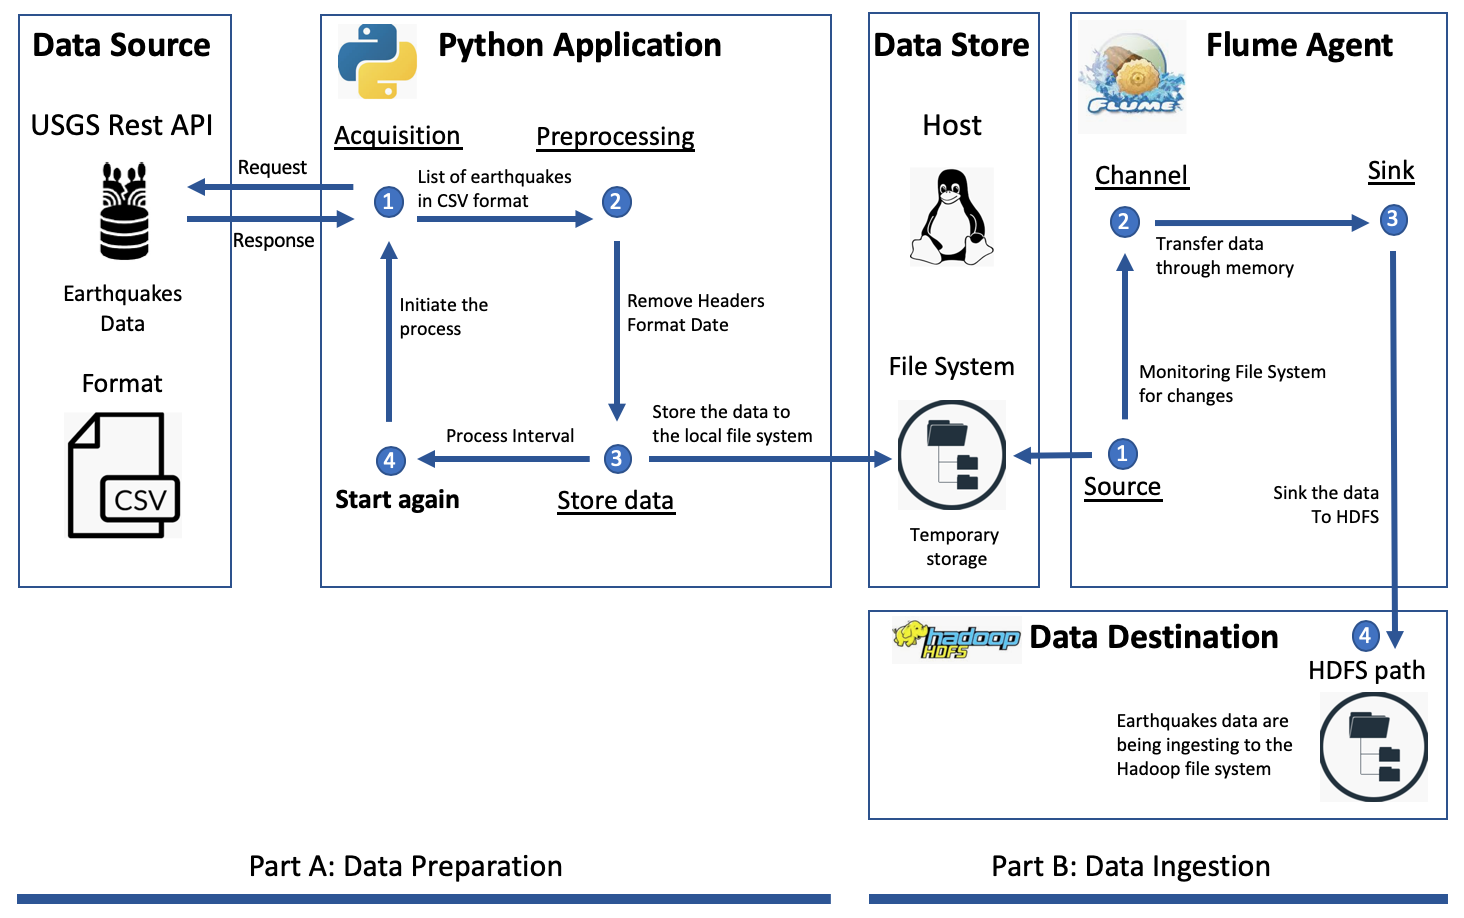 Data Source
USGS Rest API
Earthquakes
Data
Format
CSV
Request
Response
Python Application
Acquisition
Preprocessing
1
List of earthquakes
in CSV format
2
Initiate the
process
Remove Headers
Format Date
Process Interval
Store the data to
the local file system
4
3
Start again
Store data
Data Store
Host
File System
Temporary
storage
FLUME
Flume Agent
Channel
Sink
2
3
Transfer data
through memory
Monitoring File System
for changes
1
Source
Sink the data
To HDFS
hadoop
HDFS
Data Destination
4
HDFS path
Earthquakes data are
being ingesting to the
Hadoop file system
Part A: Data Preparation
Part B: Data Ingestion